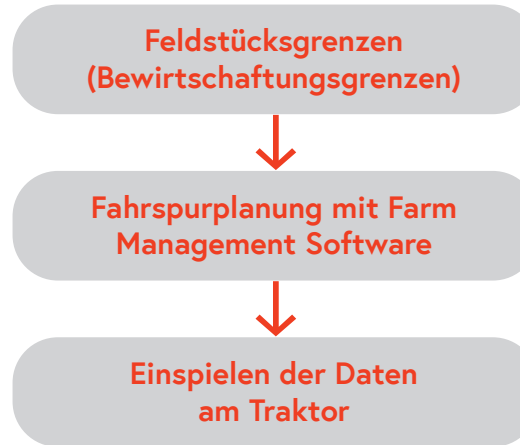 Feldstücksgrenzen
(Bewirtschaftungsgrenzen)
Fahrspurplanung mit Farm
Management Software
Einspielen der Daten
am Traktor